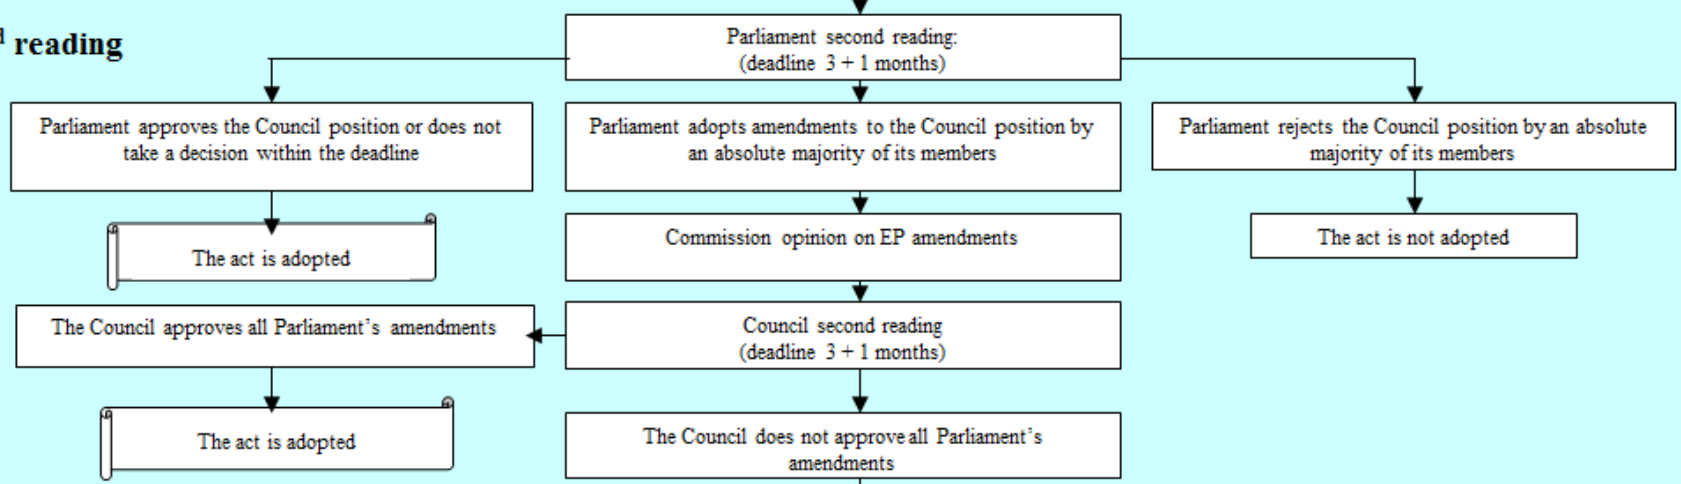 d reading
Parliament second reading:
(deadline 3 + 1 months)
Parliament approves the Council position or does not
take a decision within the deadline
Parliament adopts amendments to the Council position by
an absolute majority of its members
Parliament rejects the Council position by an absolute
majority of its members
The act is adopted
Commission opinion on EP amendments
The act is not adopted
The Council approves all Parliament's amendments
Council second reading
(deadline 3 + 1 months)
The act is adopted
The Council does not approve all Parliament's
amendments